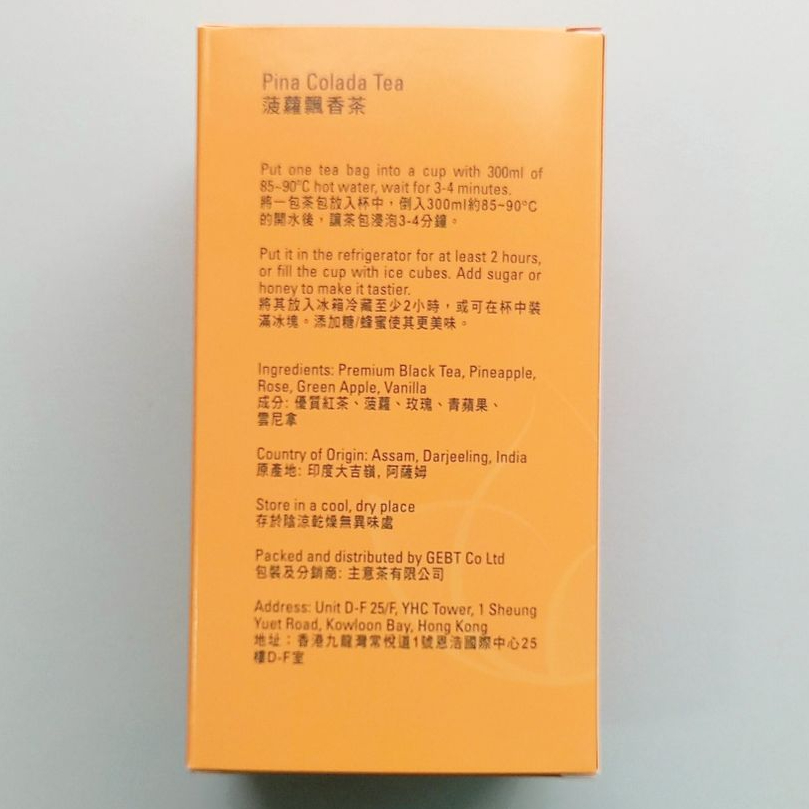 Pina Colada Tea
菠蘿飄香茶
Put one tea bag into a cup with 300ml of
85~90°C hot water, wait for 3-4 minutes.
將一包茶包放入杯中，倒入300ml約85~90°C
的開水後，讓茶包浸泡3-4分鐘。
Put it in the refrigerator for at least 2 hours,
or fill the cup with ice cubes. Add sugar or
honey to make it tastier.
將其放入冰箱冷藏至少2小時，或可在杯中裝
滿冰塊。添加糖/蜂蜜使其更美味。
Ingredients: Premium Black Tea, Pineapple,
Rose, Green Apple, Vanilla
成分: 優質紅茶、菠蘿、玫瑰、青蘋果、
雲尼拿
Country of Origin: Assam, Darjeeling, India
原產地: 印度大吉嶺, 阿薩姆
Store in a cool, dry place
存於陰涼乾燥無異味處
Packed and distributed by GEBT Co Ltd
包裝及分銷商: 主意茶有限公司
Address: Unit D-F 25/F, YHC Tower, 1 Sheung
Yuet Road, Kowloon Bay, Hong Kong
地址：香港九龍灣常悅道1號恩浩國際中心25
樓D-F室